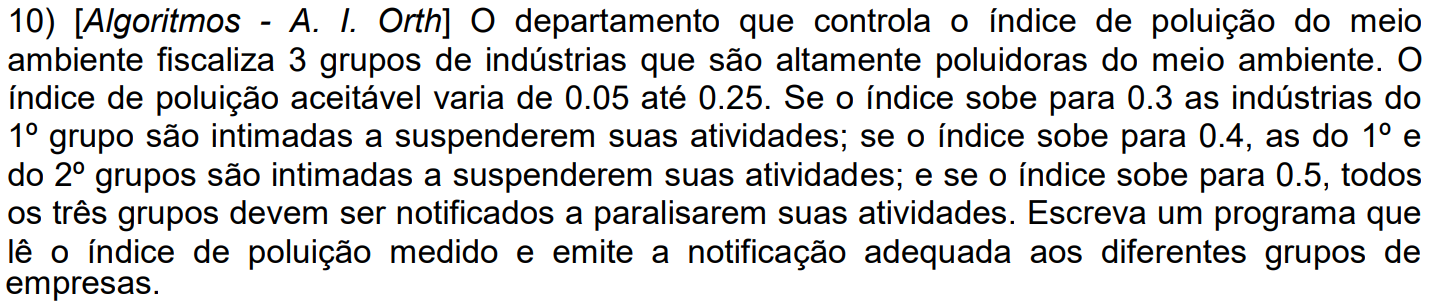 10) [Algoritmos - A. I. Orth] O departamento que controla o índice de poluição do meio
ambiente fiscaliza 3 grupos de indústrias que são altamente poluidoras do meio ambiente. O
índice de poluição aceitável varia de 0.05 até 0.25. Se o índice sobe para 0.3 as indústrias do
1º grupo são intimadas a suspenderem suas atividades; se o índice sobe para 0.4, as do 1º e
do 2º grupos são intimadas a suspenderem suas atividades; e se o índice sobe para 0.5, todos
os três grupos devem ser notificados a paralisarem suas atividades. Escreva um programa que
lê o índice de poluição medido e emite a notificação adequada aos diferentes grupos de
empresas.